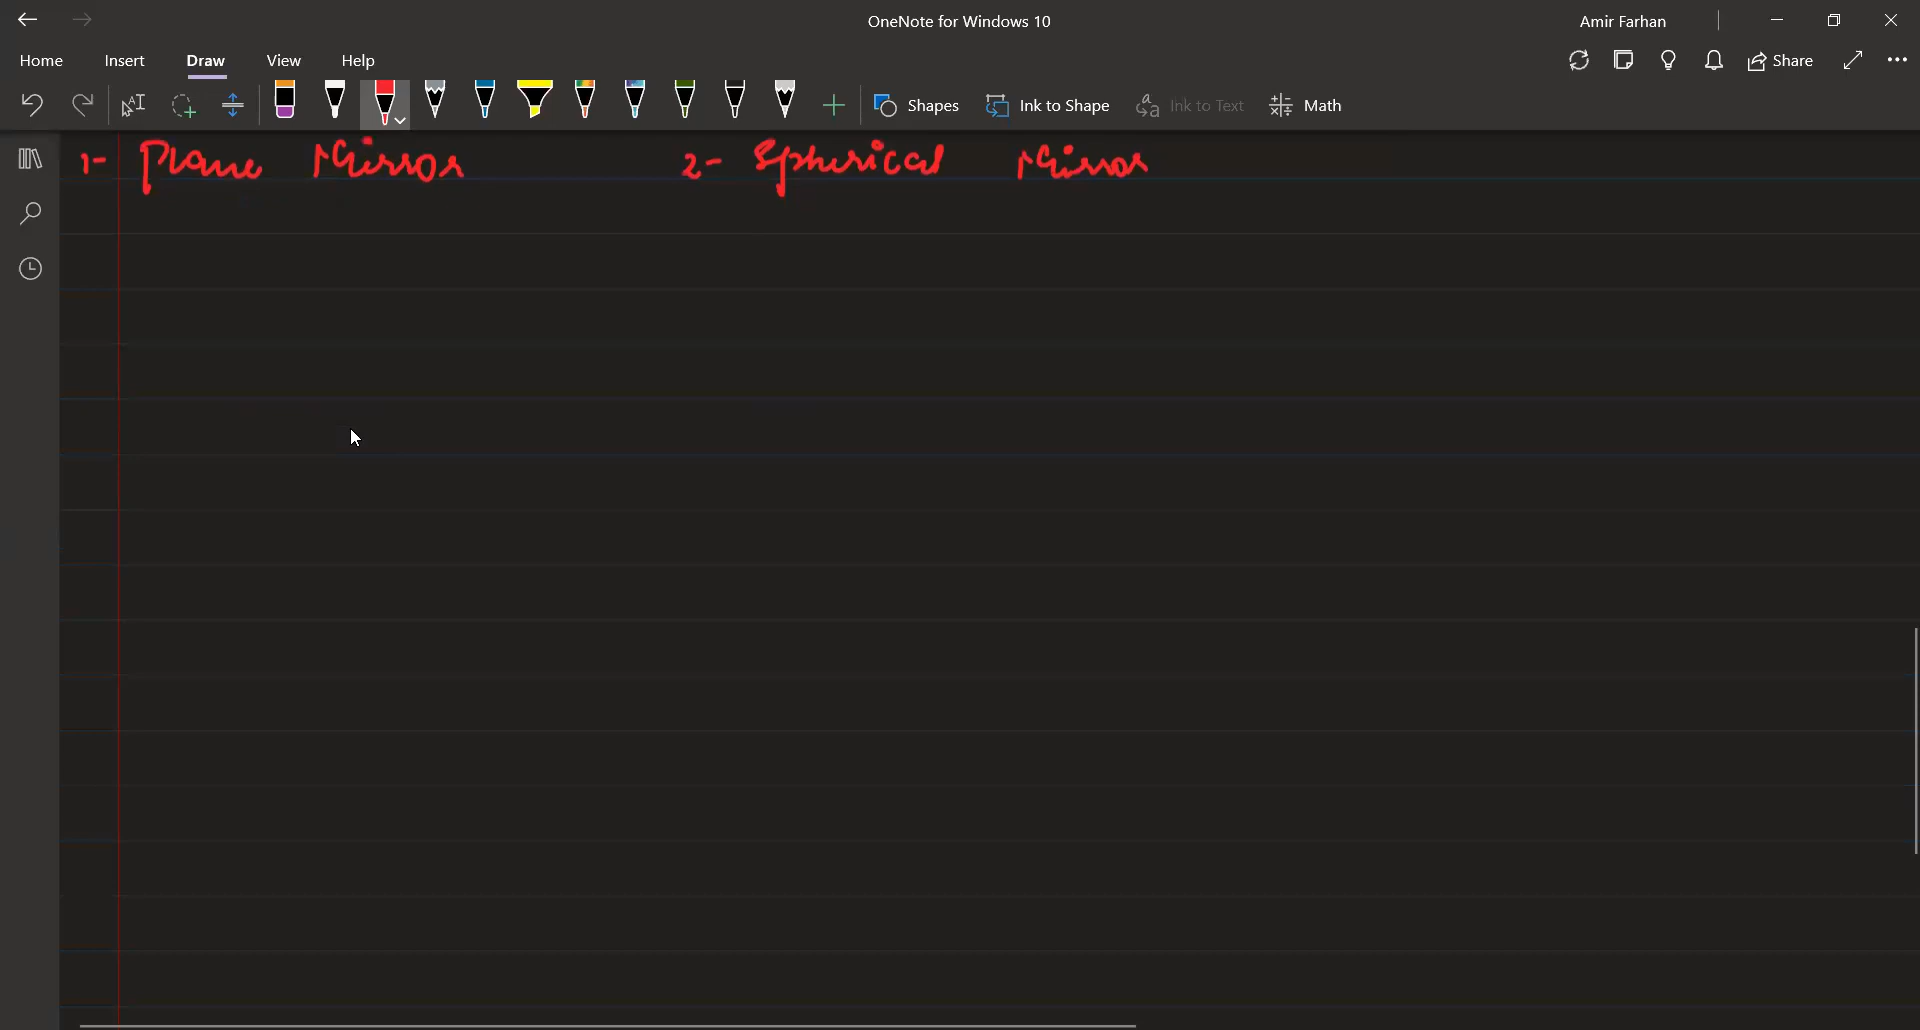 OneNote for Windows 10
Amir Farhan
Home Insert Draw View Help
Share
Shapes Ink to Shape Ink to Text Math
1- Plane Mirror 2- Spherical Mirror